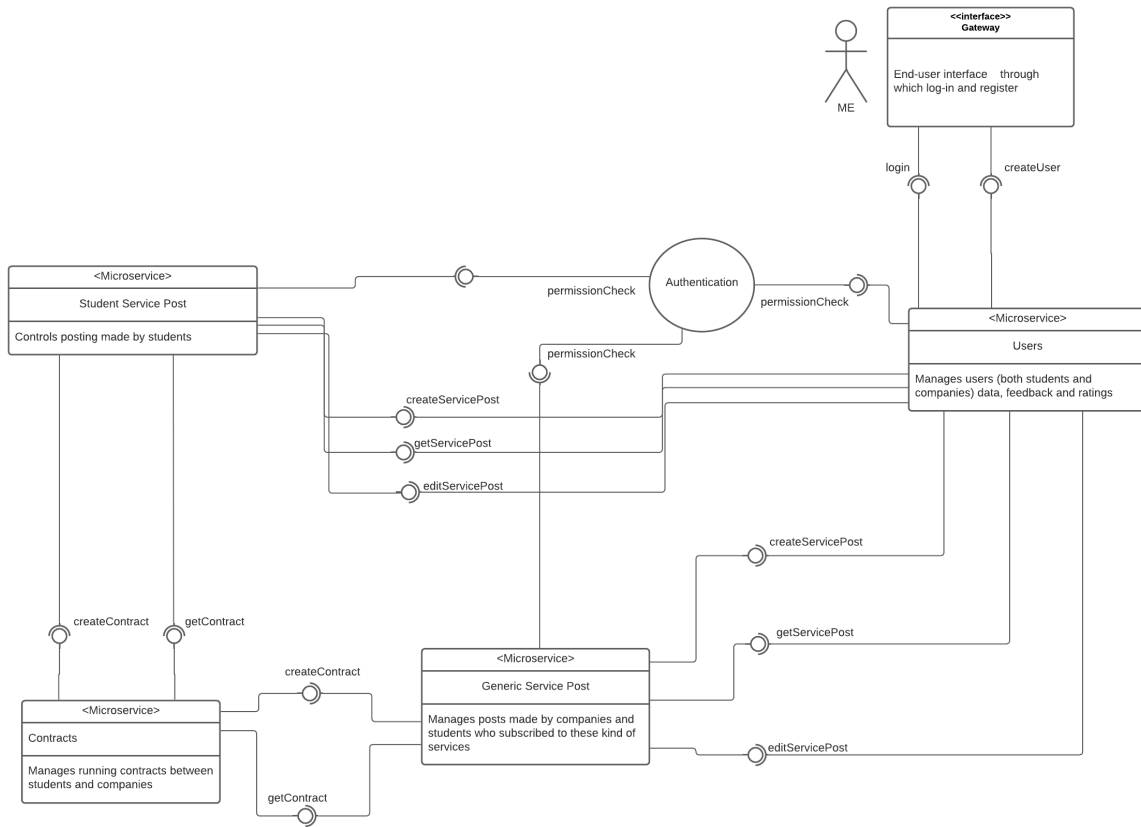 <<interface>>
Gateway
End-user interface through
which log-in and register
ME
login
createUser
<Microservice>
Student Service Post
Controls posting made by students
Authentication
permissionCheck
permissionCheck
permissionCheck
<Microservice>
Users
Manages users (both students and
companies) data, feedback and ratings
createServicePost
getServicePost
editServicePost
createServicePost
getServicePost
editServicePost
createContract
getContract
<Microservice>
Contracts
Manages running contracts between
students and companies
createContract
getContract
<Microservice>
Generic Service Post
Manages posts made by companies and
students who subscribed to these kind of
services